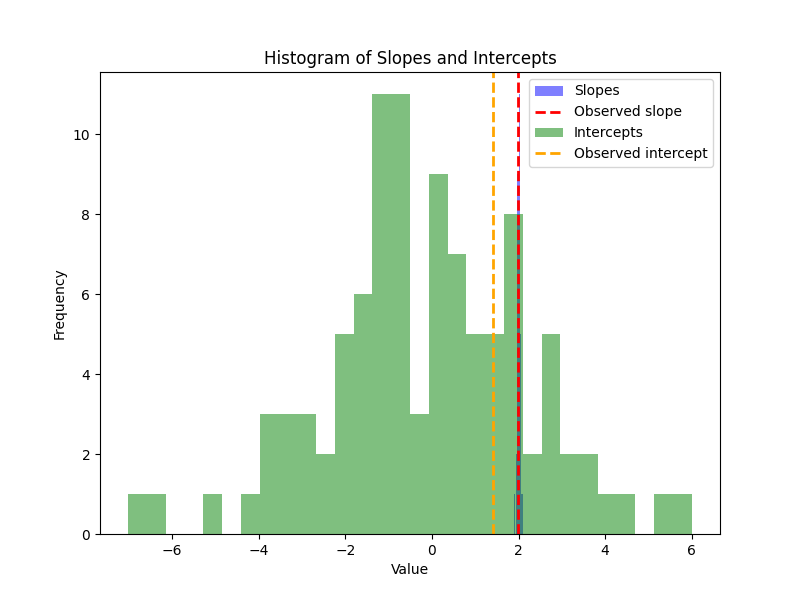 Histogram of Slopes and Intercepts
Slopes
Observed slope
Intercepts
Observed intercept
Frequency
10
8
6
4
2
0
−6 −4 −2 0 2 4 6
Value